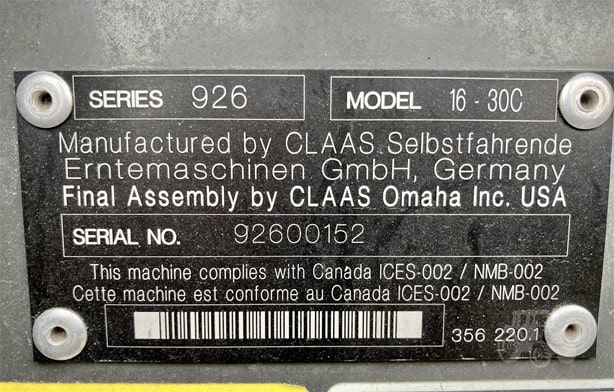 SERIES 926 MODEL 16 - 30C
Manufactured by CLAAS Selbstfahrende
Erntemaschinen GmbH, Germany
Final Assembly by CLAAS Omaha Inc. USA
SERIAL NO. 92600152
This machine complies with Canada ICES-002 / NMB-002
Cette machine est conforme au Canada ICES-002 / NMB-002
356 220.1